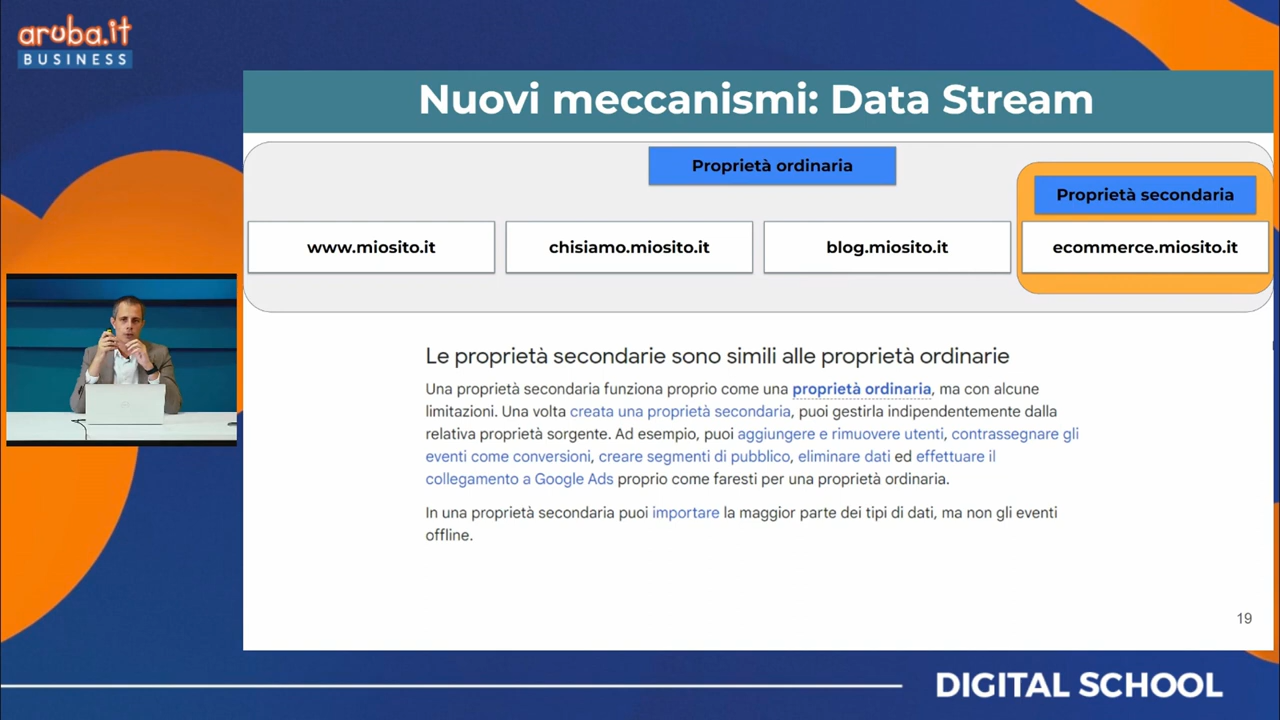 aruba.it
BUSINESS
Nuovi meccanismi: Data Stream
Proprietà ordinaria
Proprietà secondaria
www.miosito.it
chisiamo.miosito.it
blog.miosito.it
ecommerce.miosito.it
Le proprietà secondarie sono simili alle proprietà ordinarie
Una proprietà secondaria funziona proprio come una proprietà ordinaria, ma con alcune
limitazioni. Una volta creata una proprietà secondaria, puoi gestirla indipendentemente dalla
relativa proprietà sorgente. Ad esempio, puoi aggiungere e rimuovere utenti, contrassegnare gli
eventi come conversioni, creare segmenti di pubblico, eliminare dati ed effettuare il
collegamento a Google Ads proprio come faresti per una proprietà ordinaria.
In una proprietà secondaria puoi importare la maggior parte dei tipi di dati, ma non gli eventi
offline.
19
DIGITAL SCHOOL